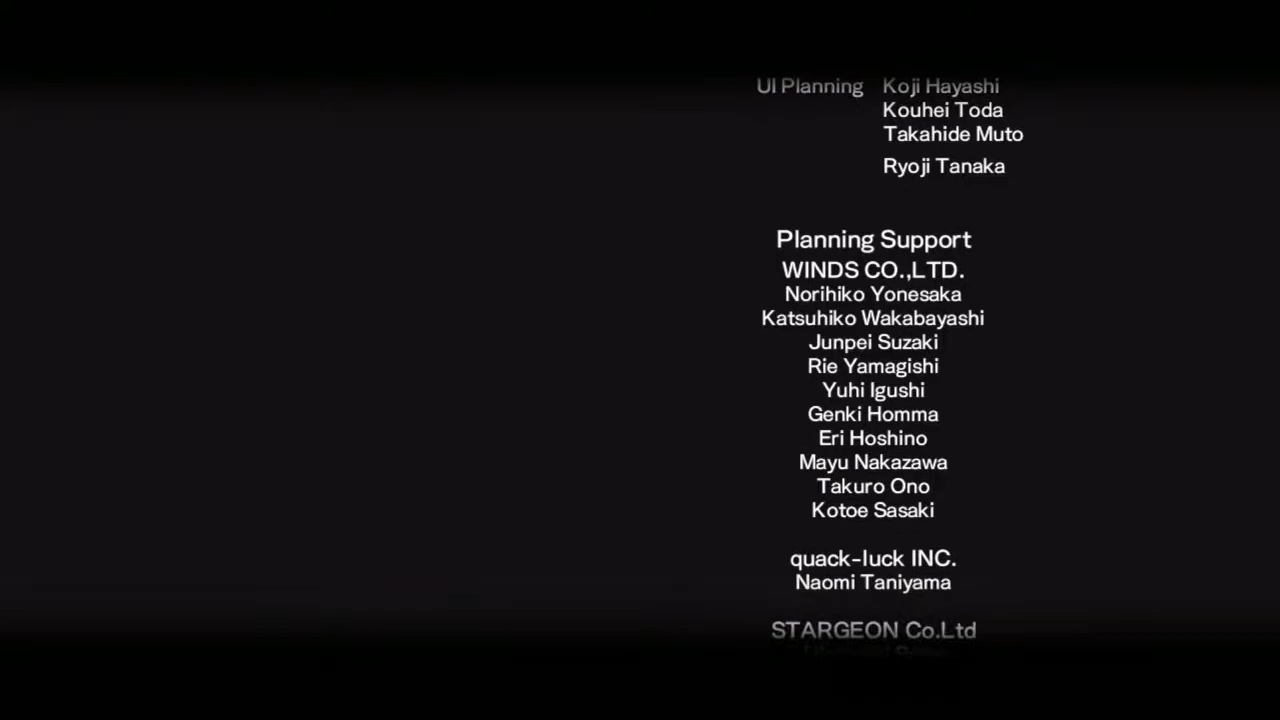 UI Planning Koji Hayashi
Kouhei Toda
Takahide Muto
Ryoji Tanaka
Planning Support
WINDS CO.,LTD.
Norihiko Yonesaka
Katsuhiko Wakabayashi
Junpei Suzaki
Rie Yamagishi
Yuhi Igushi
Genki Homma
Eri Hoshino
Mayu Nakazawa
Takuro Ono
Kotoe Sasaki
quack-luck INC.
Naomi Taniyama
STARGEON Co.Ltd